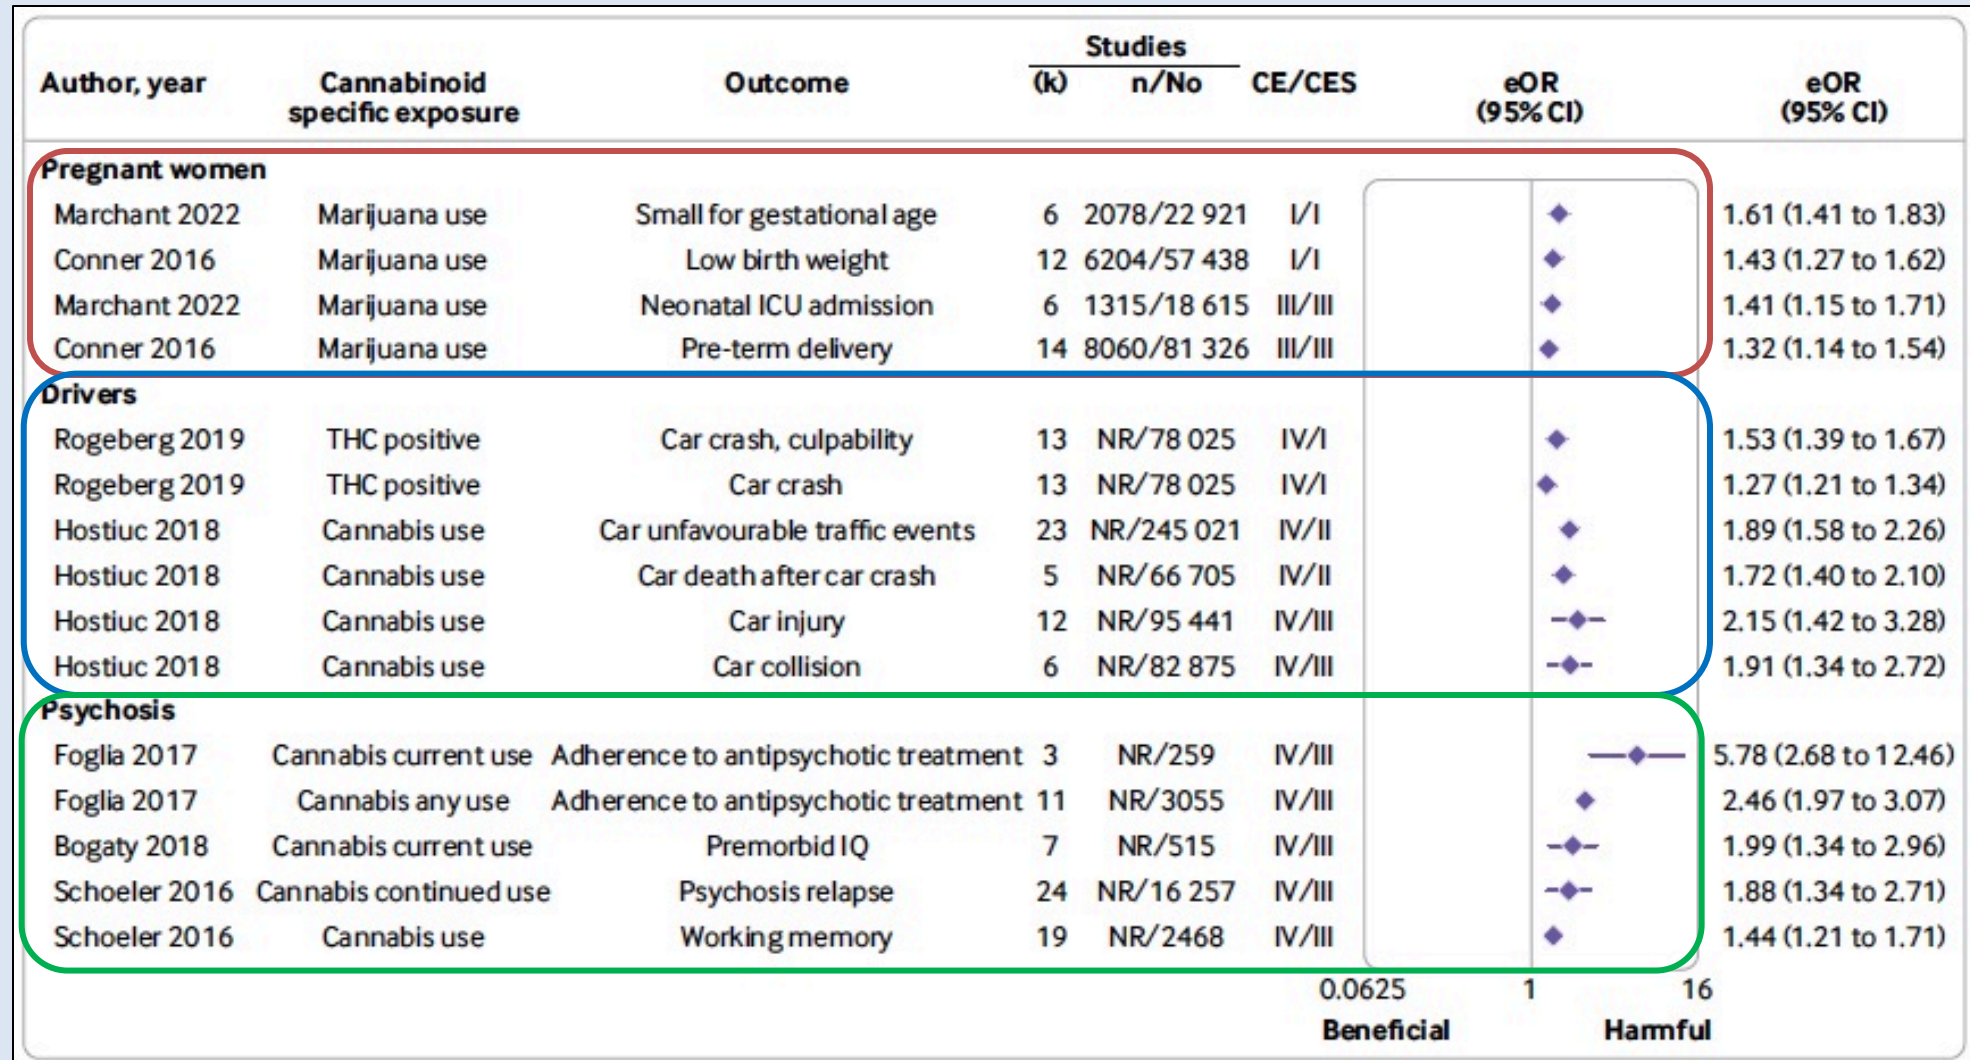 Studies
Author, year Cannabinoid specific exposure Outcome (k) n/No CE/CES eOR (95% CI) eOR (95% CI)
Pregnant women
Marchant 2022 Marijuana use Small for gestational age 6 2078/22 921 I/I 1.61 (1.41 to 1.83)
Conner 2016 Marijuana use Low birth weight 12 6204/57 438 I/I 1.43 (1.27 to 1.62)
Marchant 2022 Marijuana use Neonatal ICU admission 6 1315/18 615 III/III 1.41 (1.15 to 1.71)
Conner 2016 Marijuana use Pre-term delivery 14 8060/81 326 III/III 1.32 (1.14 to 1.54)
Drivers
Rogeberg 2019 THC positive Car crash, culpability 13 NR/78 025 IV/I 1.53 (1.39 to 1.67)
Rogeberg 2019 THC positive Car crash 13 NR/78 025 IV/I 1.27 (1.21 to 1.34)
Hostiuc 2018 Cannabis use Car unfavourable traffic events 23 NR/245 021 IV/II 1.89 (1.58 to 2.26)
Hostiuc 2018 Cannabis use Car death after car crash 5 NR/66 705 IV/II 1.72 (1.40 to 2.10)
Hostiuc 2018 Cannabis use Car injury 12 NR/95 441 IV/III 2.15 (1.42 to 3.28)
Hostiuc 2018 Cannabis use Car collision 6 NR/82 875 IV/III 1.91 (1.34 to 2.72)
Psychosis
Foglia 2017 Cannabis current use Adherence to antipsychotic treatment 3 NR/259 IV/III 5.78 (2.68 to 12.46)
Foglia 2017 Cannabis any use Adherence to antipsychotic treatment 11 NR/3055 IV/III 2.46 (1.97 to 3.07)
Bogaty 2018 Cannabis current use Premorbid IQ 7 NR/515 IV/III 1.99 (1.34 to 2.96)
Schoeler 2016 Cannabis continued use Psychosis relapse 24 NR/16 257 IV/III 1.88 (1.34 to 2.71)
Schoeler 2016 Cannabis use Working memory 19 NR/2468 IV/III 1.44 (1.21 to 1.71)
0.0625 1 16
Beneficial Harmful